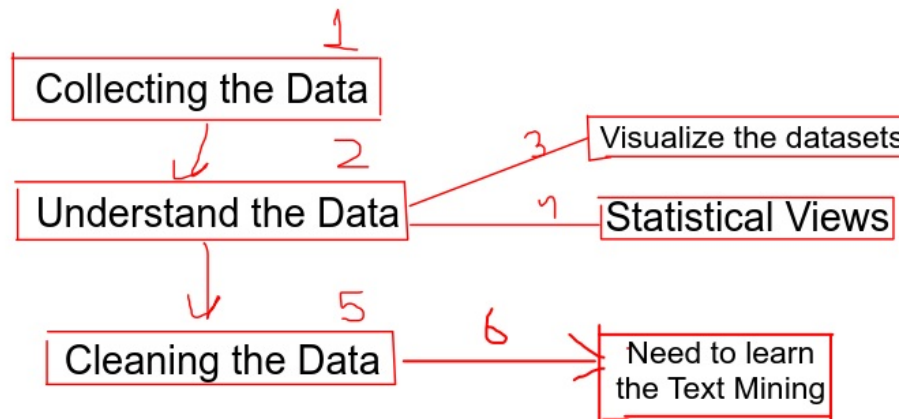 1
Collecting the Data
2
3
Visualize the datasets
Understand the Data
Statistical Views
5
6
Cleaning the Data
Need to learn
the Text Mining